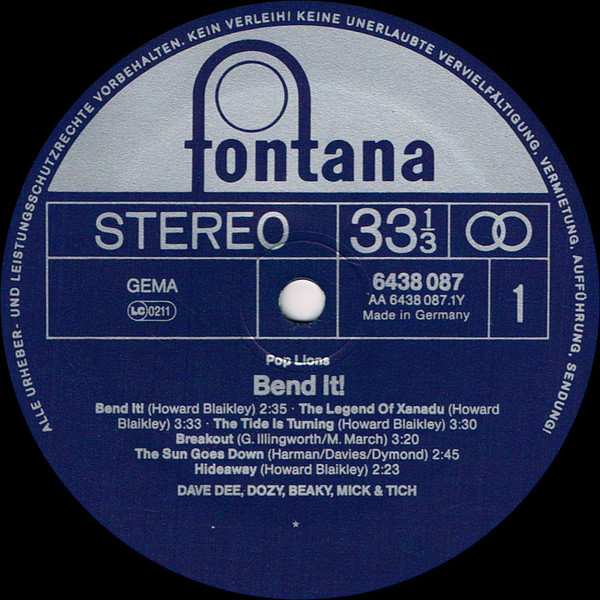 ALLE URHEBER- UND LEISTUNGSSCHUTZRECHTE VORBEHALTEN. KEIN VERLEIH! KEINE UNERLAUBTE VERVIELFÄLTIGUNG, VERMIETUNG, AUFFÜHRUNG, SENDUNG!
fontana
STEREO
33 1/3
GEMA
LC 0211
6438 087
AA 6438 087.1Y
Made in Germany
1
Pop Lions
Bend It!
Bend It! (Howard Blaikley) 2:35 · The Legend Of Xanadu (Howard
Blaikley) 3:33 · The Tide Is Turning (Howard Blaikley) 3:30
Breakout (G. Illingworth/M. March) 3:20
The Sun Goes Down (Harman/Davies/Dymond) 2:45
Hideaway (Howard Blaikley) 2:23
DAVE DEE, DOZY, BEAKY, MICK & TICH
*